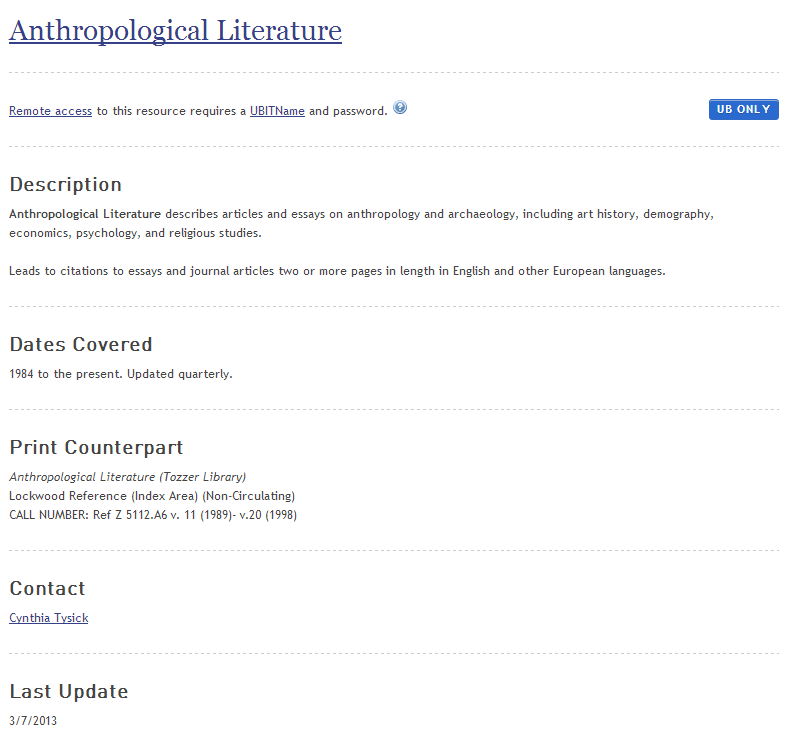 Anthropological Literature
Remote access to this resource requires a UBITName and password. ?
UB ONLY
Description
Anthropological Literature describes articles and essays on anthropology and archaeology, including art history, demography,
economics, psychology, and religious studies.
Leads to citations to essays and journal articles two or more pages in length in English and other European languages.
Dates Covered
1984 to the present. Updated quarterly.
Print Counterpart
Anthropological Literature (Tozzer Library)
Lockwood Reference (Index Area) (Non-Circulating)
CALL NUMBER: Ref Z 5112.A6 v. 11 (1989)- v.20 (1998)
Contact
Cynthia Tysick
Last Update
3/7/2013